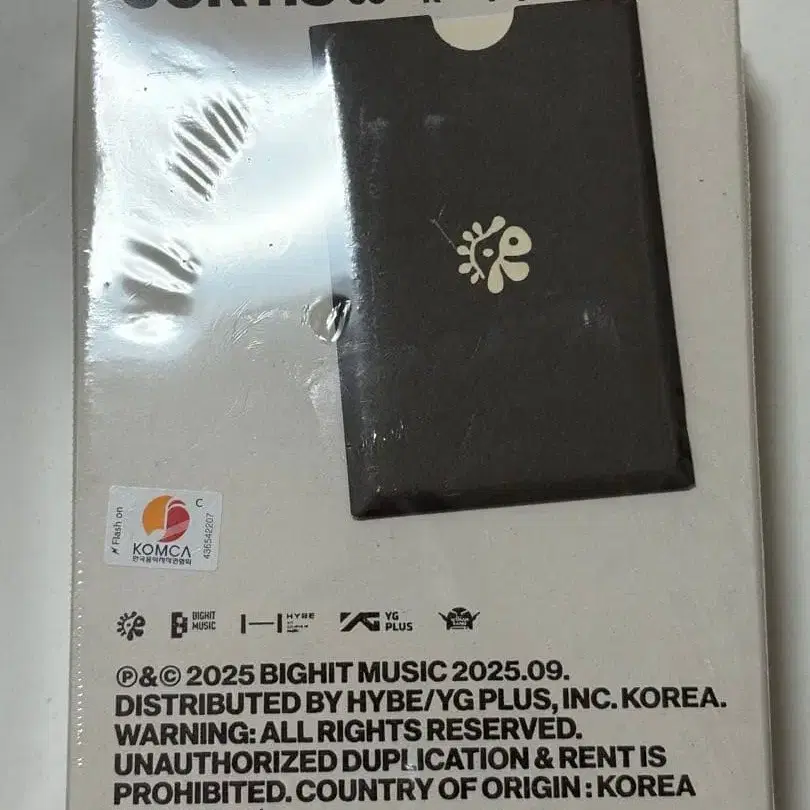 CORTIS
Flash on
C
KOMCA
한국음악저작권협회
436542207
BIGHIT
MUSIC
HYBE
YG
PLUS
Ⓟ&© 2025 BIGHIT MUSIC 2025.09.
DISTRIBUTED BY HYBE/YG PLUS, INC. KOREA.
WARNING: ALL RIGHTS RESERVED.
UNAUTHORIZED DUPLICATION & RENT IS
PROHIBITED. COUNTRY OF ORIGIN : KOREA